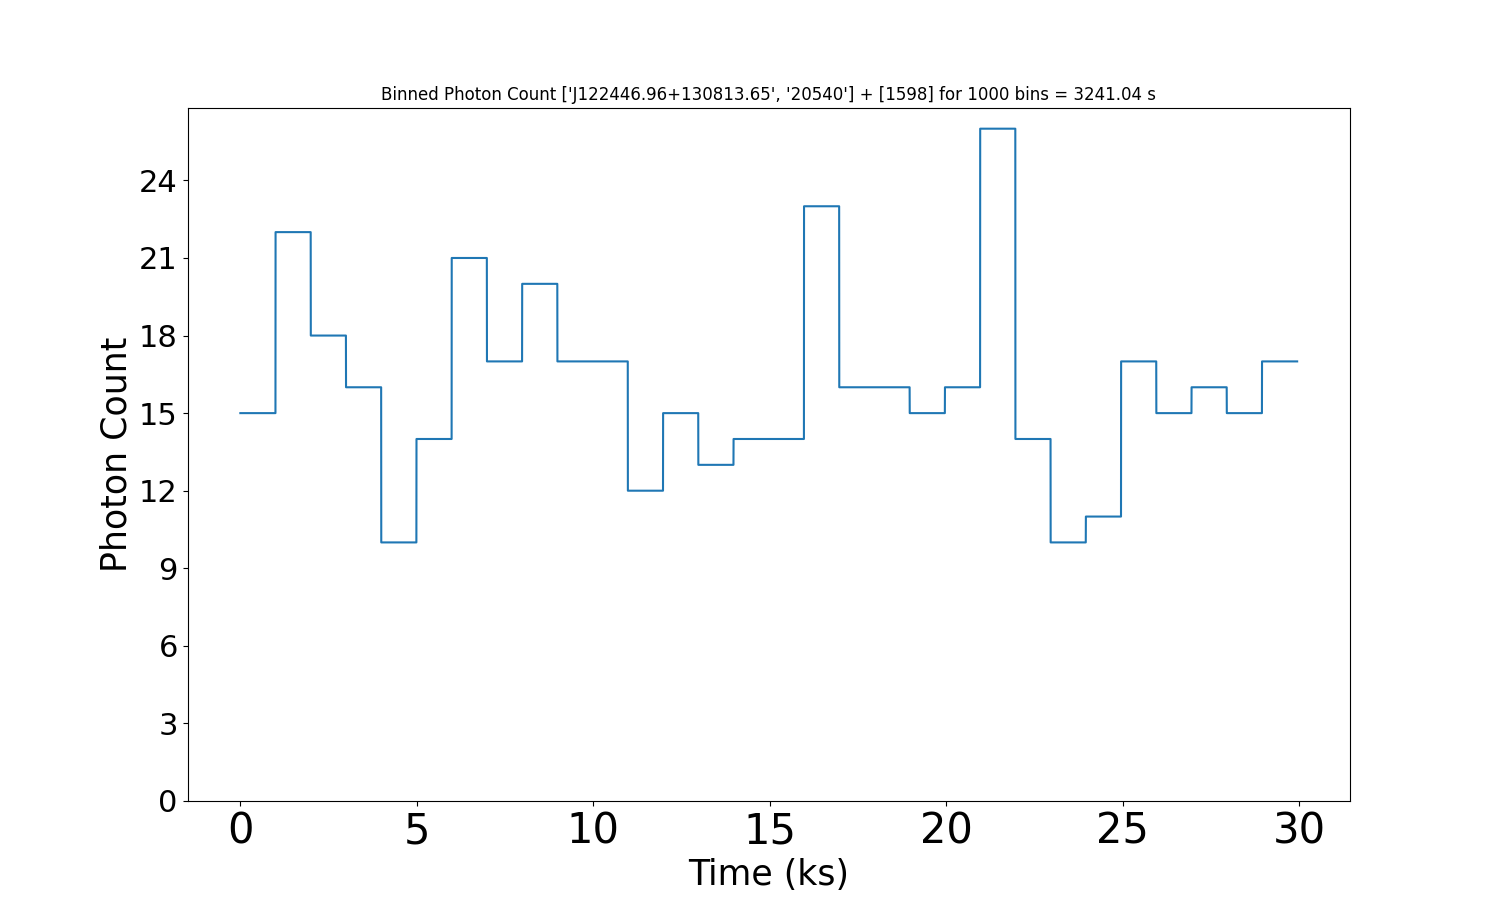 Binned Photon Count ['J122446.96+130813.65', '20540'] + [1598] for 1000 bins = 3241.04 s
24
21
18
15
12
9
6
3
0
Photon Count
0 5 10 15 20 25 30
Time (ks)